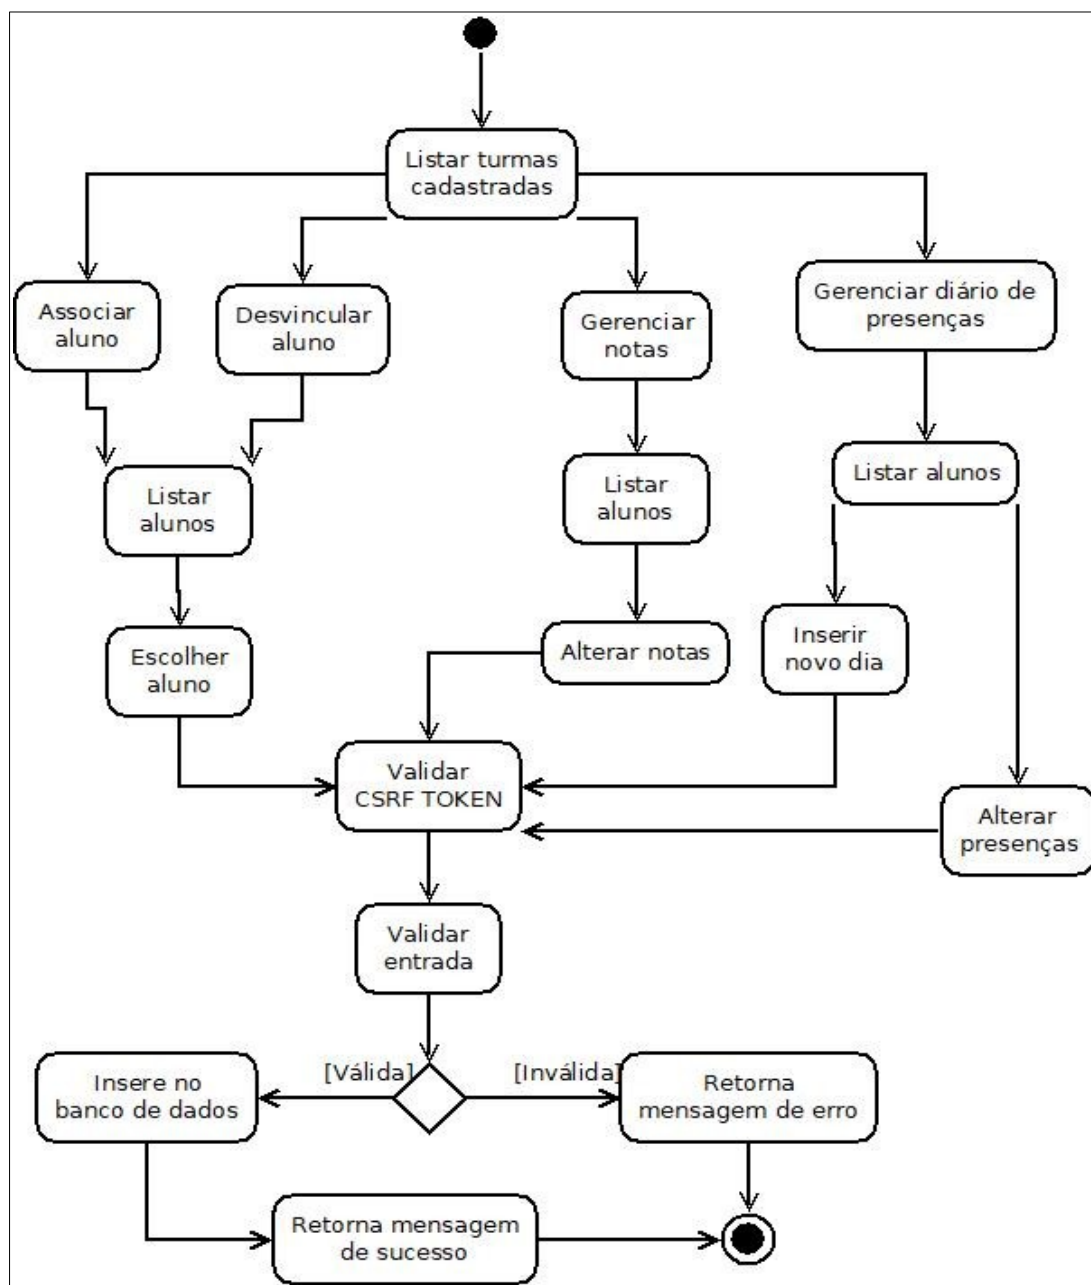 Listar turmas
cadastradas
Associar
aluno
Desvincular
aluno
Gerenciar
notas
Gerenciar diário de
presenças
Listar
alunos
Listar
alunos
Listar alunos
Escolher
aluno
Alterar notas
Inserir
novo dia
Validar
CSRF TOKEN
Alterar
presenças
Validar
entrada
[Válida]
[Inválida]
Insere no
banco de dados
Retorna
mensagem de erro
Retorna mensagem
de sucesso